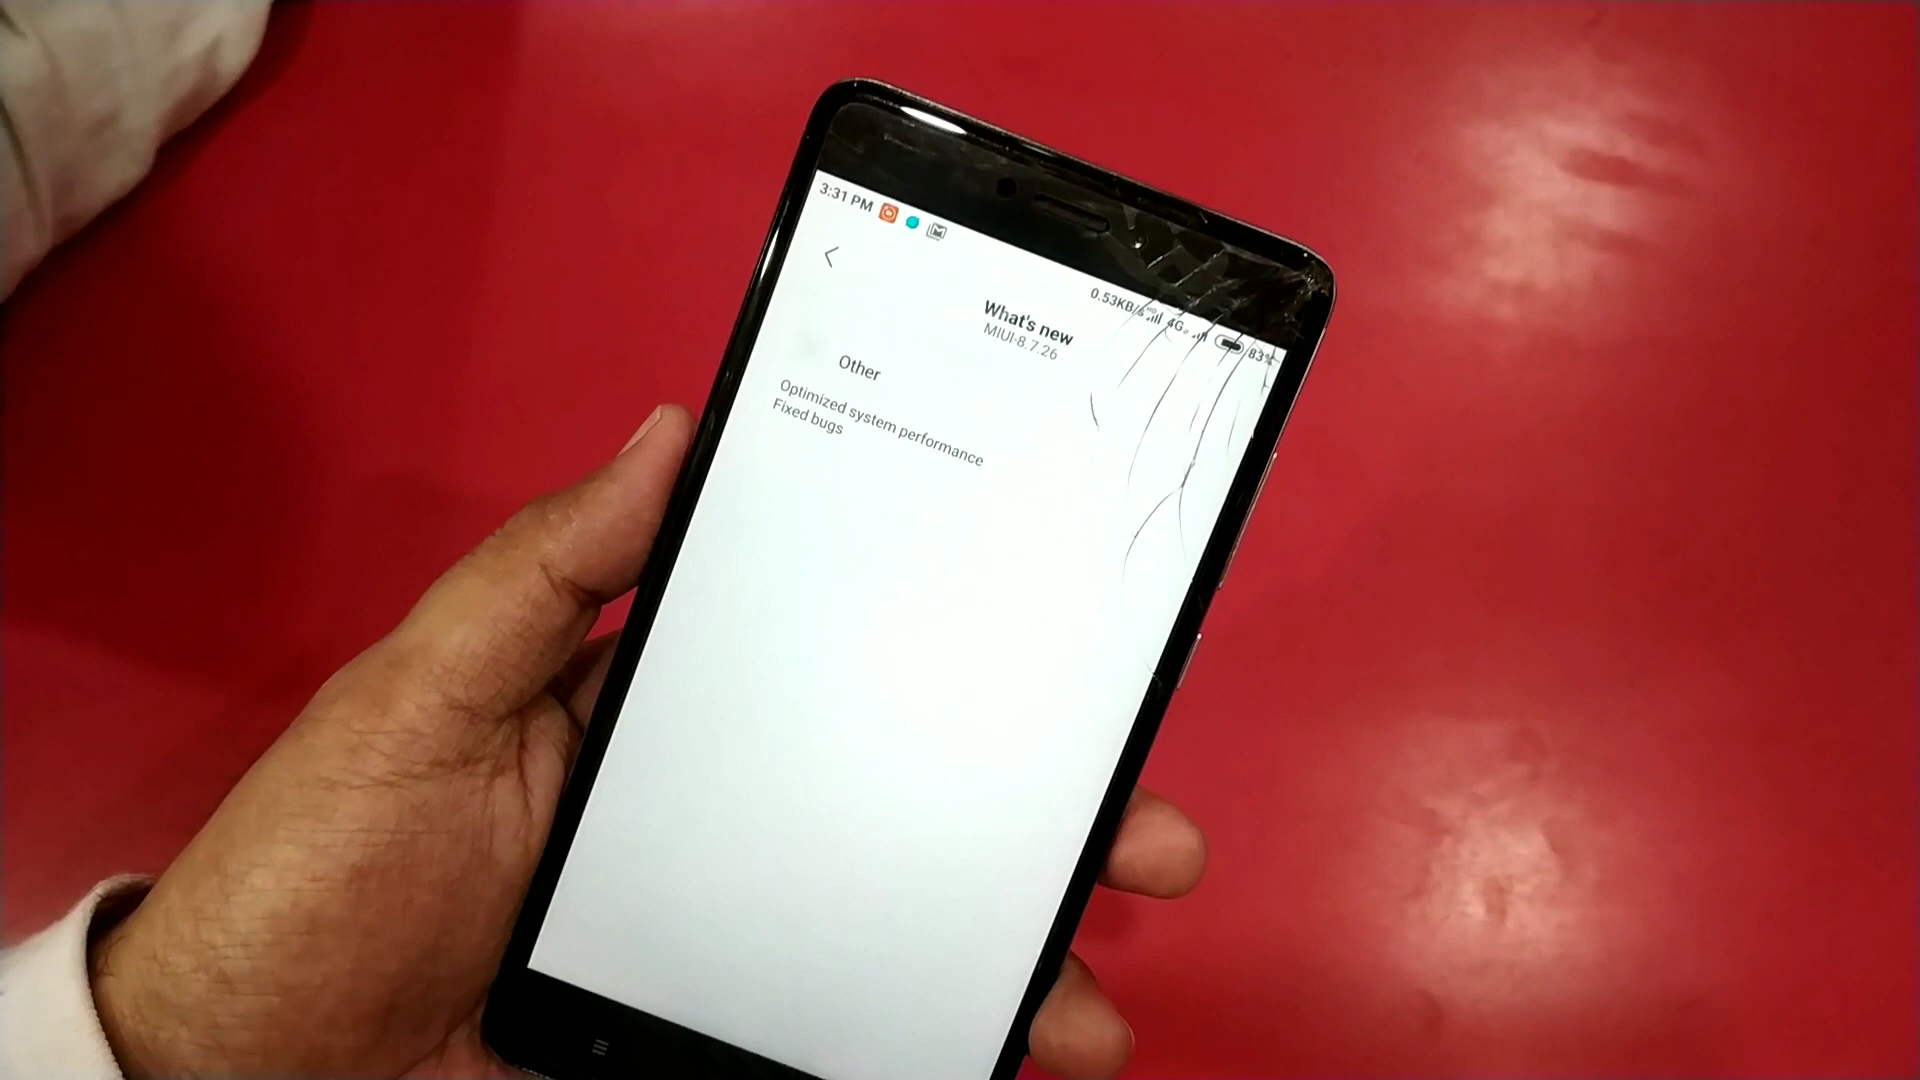 3:31 PM
0.53KB/s 4G 83%
What's new
MIUI-8.7.26
Other
Optimized system performance
Fixed bugs